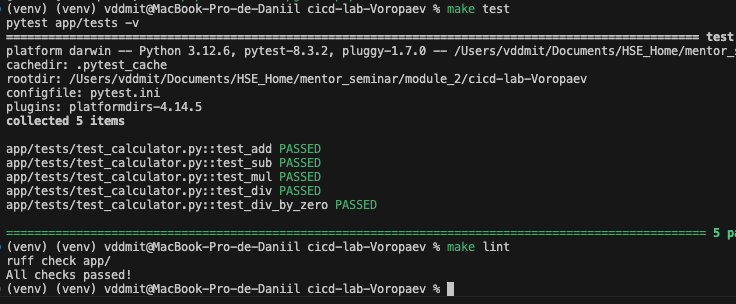 (venv) (venv) vddmit@MacBook-Pro-de-Daniil cicd-lab-Voropaev % make test
pytest app/tests -v
test
platform darwin -- Python 3.12.6, pytest-8.3.2, pluggy-1.7.0 -- /Users/vddmit/Documents/HSE_Home/mentor_s
cachedir: .pytest_cache
rootdir: /Users/vddmit/Documents/HSE_Home/mentor_seminar/module_2/cicd-lab-Voropaev
configfile: pytest.ini
plugins: platformdirs-4.14.5
collected 5 items
app/tests/test_calculator.py::test_add PASSED
app/tests/test_calculator.py::test_sub PASSED
app/tests/test_calculator.py::test_mul PASSED
app/tests/test_calculator.py::test_div PASSED
app/tests/test_calculator.py::test_div_by_zero PASSED
5 pa
(venv) (venv) vddmit@MacBook-Pro-de-Daniil cicd-lab-Voropaev % make lint
ruff check app/
All checks passed!
(venv) (venv) vddmit@MacBook-Pro-de-Daniil cicd-lab-Voropaev %